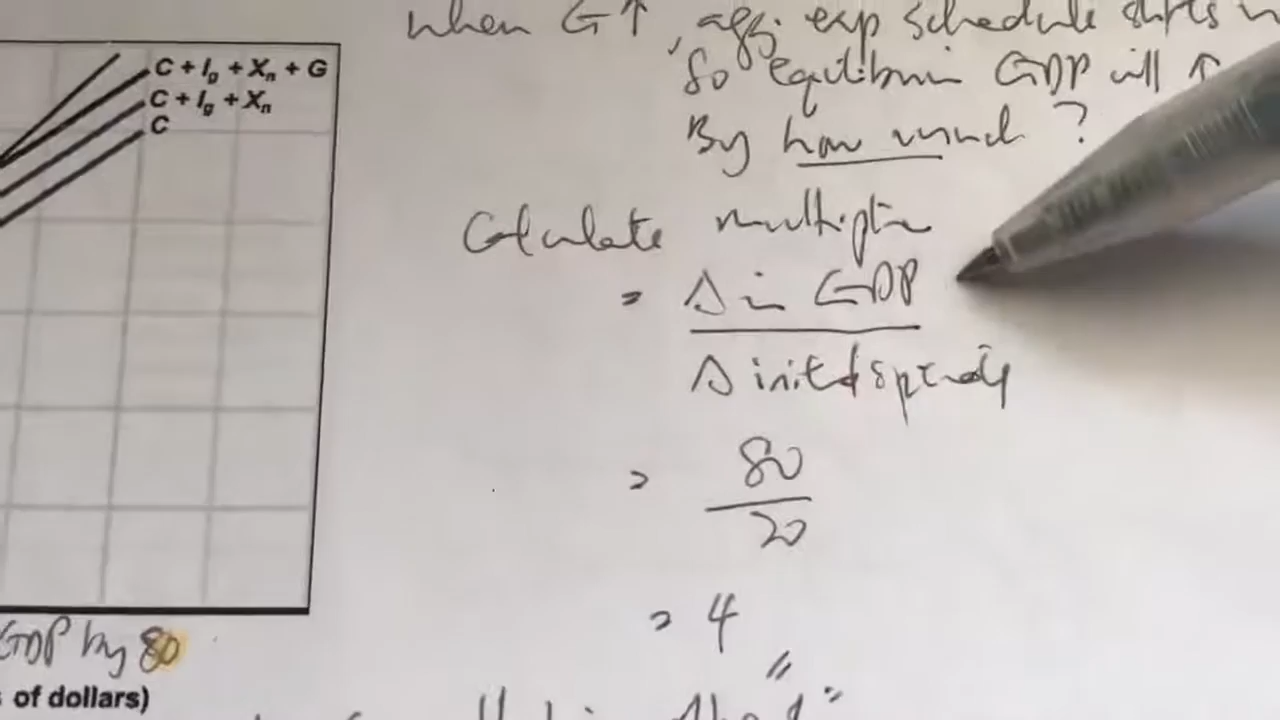 when G↑, agg. exp schedule shifts
So equilibrium GDP will ↑
By how much ?
Calculate multiplier
= Δ in GDP
Δ initial spending
= 80
20
= 4
C + Ig + Xn + G
C + Ig + Xn
C
GDP by 80
of dollars)